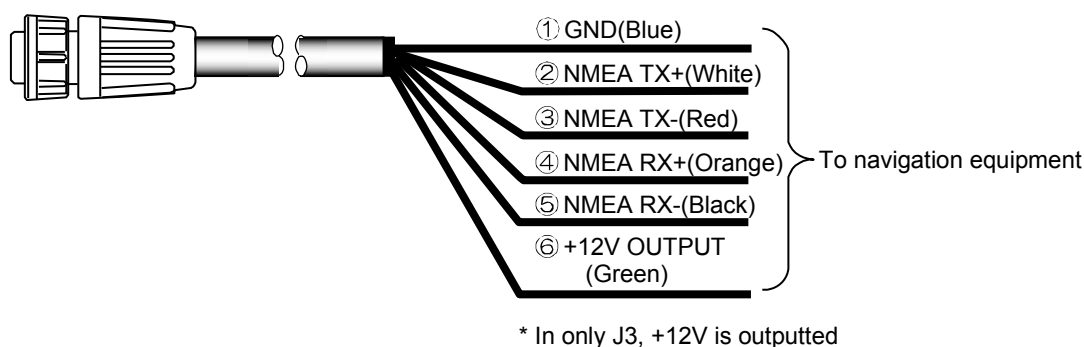 ① GND(Blue)
② NMEA TX+(White)
③ NMEA TX-(Red)
④ NMEA RX+(Orange)
⑤ NMEA RX-(Black)
⑥ +12V OUTPUT
(Green)
To navigation equipment
* In only J3, +12V is outputted